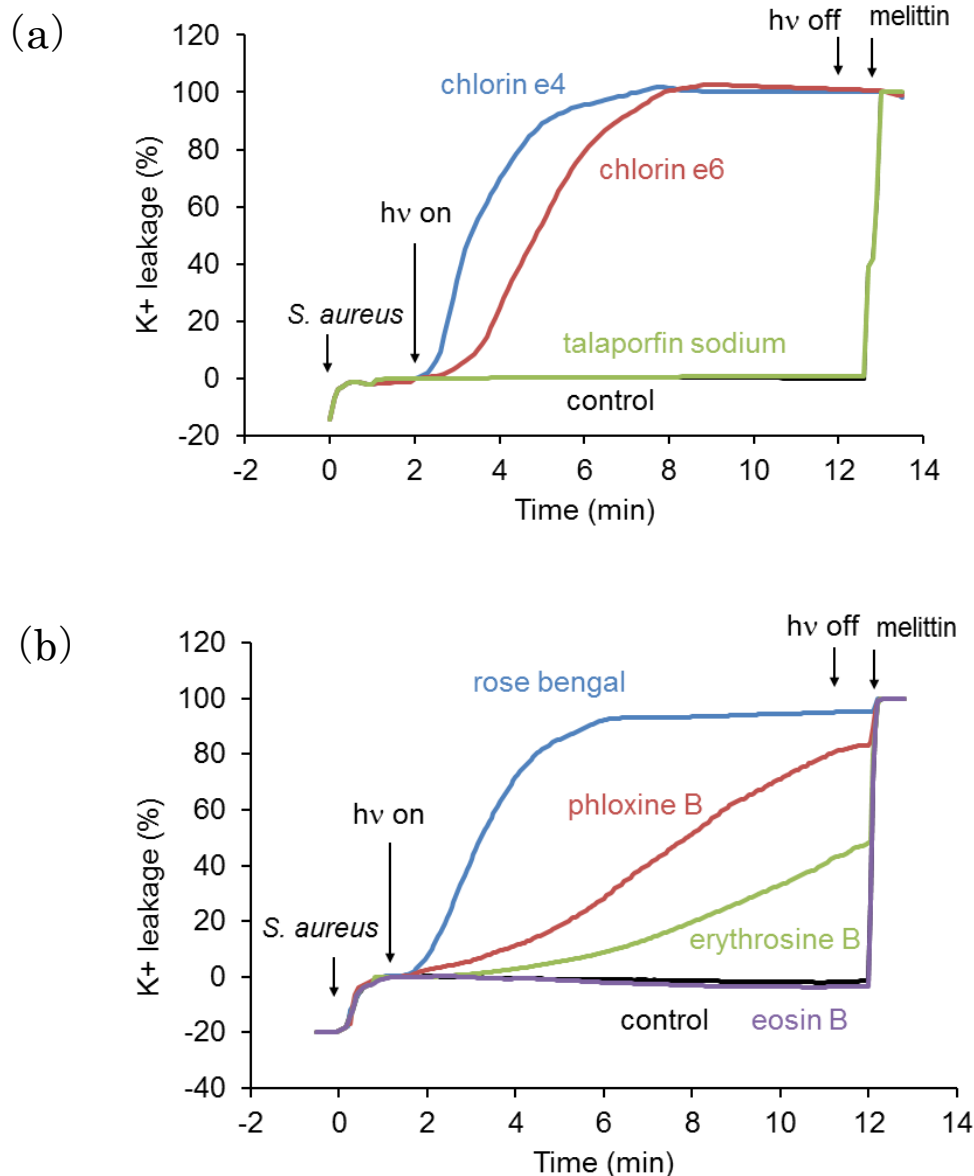 (a)
hν off
melittin
120
100
80
60
40
20
0
-20
K+ leakage (%)
chlorin e4
chlorin e6
hν on
S. aureus
talaporfin sodium
control
-2 0 2 4 6 8 10 12 14
Time (min)
(b)
hν off
melittin
120
100
80
60
40
20
0
-20
-40
K+ leakage (%)
rose bengal
phloxine B
hν on
S. aureus
erythrosine B
control
eosin B
-2 0 2 4 6 8 10 12 14
Time (min)